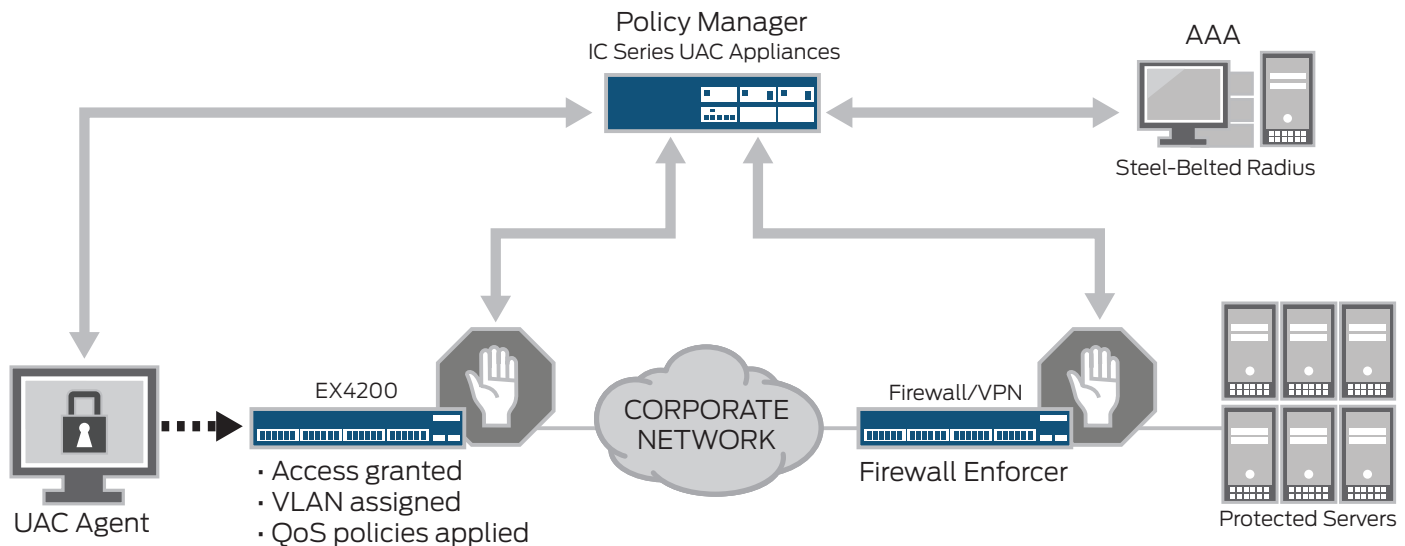 Policy Manager
IC Series UAC Appliances
AAA
Steel-Belted Radius
EX4200
Firewall/VPN
CORPORATE
NETWORK
UAC Agent
· Access granted
· VLAN assigned
· QoS policies applied
Firewall Enforcer
Protected Servers